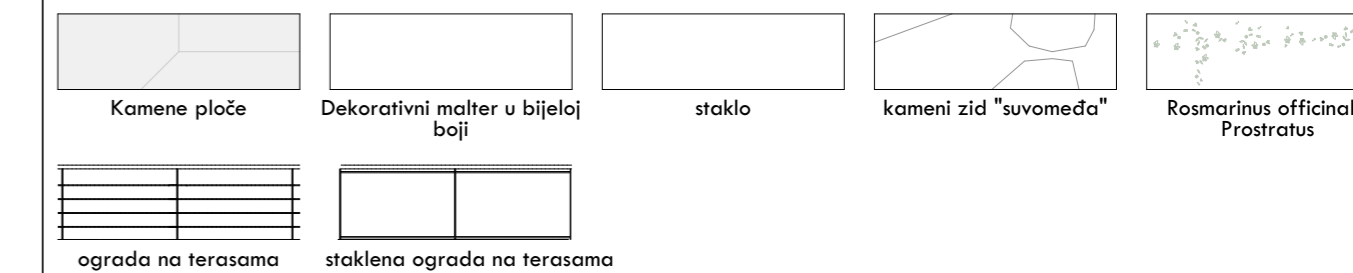 Kamene ploče
Dekorativni malter u bijeloj
boji
staklo
kameni zid "suvomeđa"
Rosmarinus
Prostratus
ograda na terasama
staklena ograda na terasama